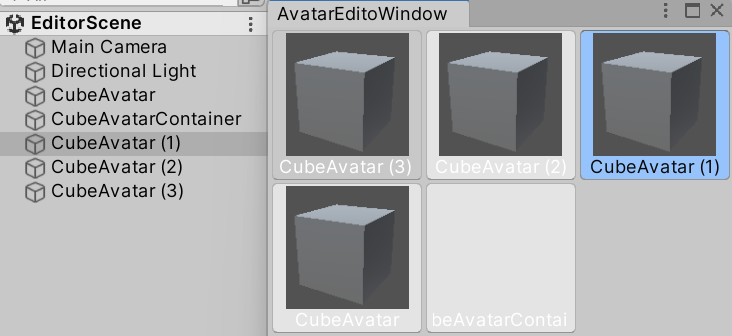 EditorScene
Main Camera
Directional Light
CubeAvatar
CubeAvatarContainer
CubeAvatar (1)
CubeAvatar (2)
CubeAvatar (3)
AvatarEditoWindow
CubeAvatar (3)
CubeAvatar (2)
CubeAvatar (1)
CubeAvatar
beAvatarContai